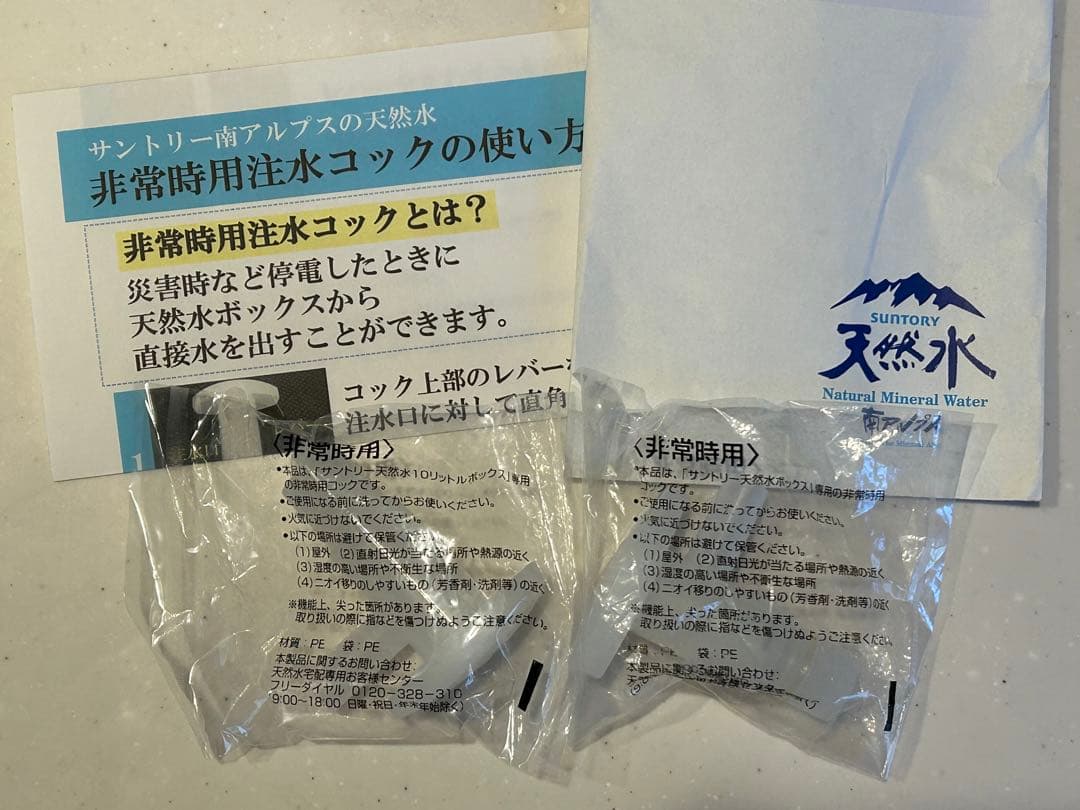 サントリー南アルプスの天然水
非常時用注水コックの使い方
非常時用注水コックとは?
災害時など停電したときに
天然水ボックスから
直接水を出すことができます。
コック上部のレバー
注水口に対して直角
1
SUNTORY
天然水
Natural Mineral Water
南アルプス
〈非常時用〉
•本品は、「サントリー天然水10リットルボックス」専用
の非常時用コックです。
•ご使用になる前に洗ってからお使いください。
•火気に近づけないでください。
•以下の場所は避けて保管ください。
(1)屋外 (2)直射日光が当たる場所や熱源の近く
(3)湿度の高い場所や不衛生な場所
(4)ニオイ移りのしやすいもの(芳香剤・洗剤等)の近く
※機能上、尖った箇所があります。
取り扱いの際に指などを傷つけぬようご注意ください。
材質:PE 袋:PE
本製品に関するお問い合わせ:
天然水宅配専用お客様センター
フリーダイヤル 0120-328-310
9:00~18:00 日曜・祝日・年末年始除く)
〈非常時用〉
•本品は、「サントリー天然水ボックス」専用の非常時用
コックです。
•ご使用になる前に洗ってからお使いください。
•火気に近づけないでください。
•以下の場所は避けて保管ください。
(1)屋外 (2)直射日光が当たる場所や熱源の近く
(3)湿度の高い場所や不衛生な場所
(4)ニオイ移りのしやすいもの(芳香剤・洗剤等)の近く
※機能上、尖った箇所があります。
取り扱いの際に指などを傷つけぬようご注意ください
材質:PE 袋:PE
本製品に関するお問い合わせ: